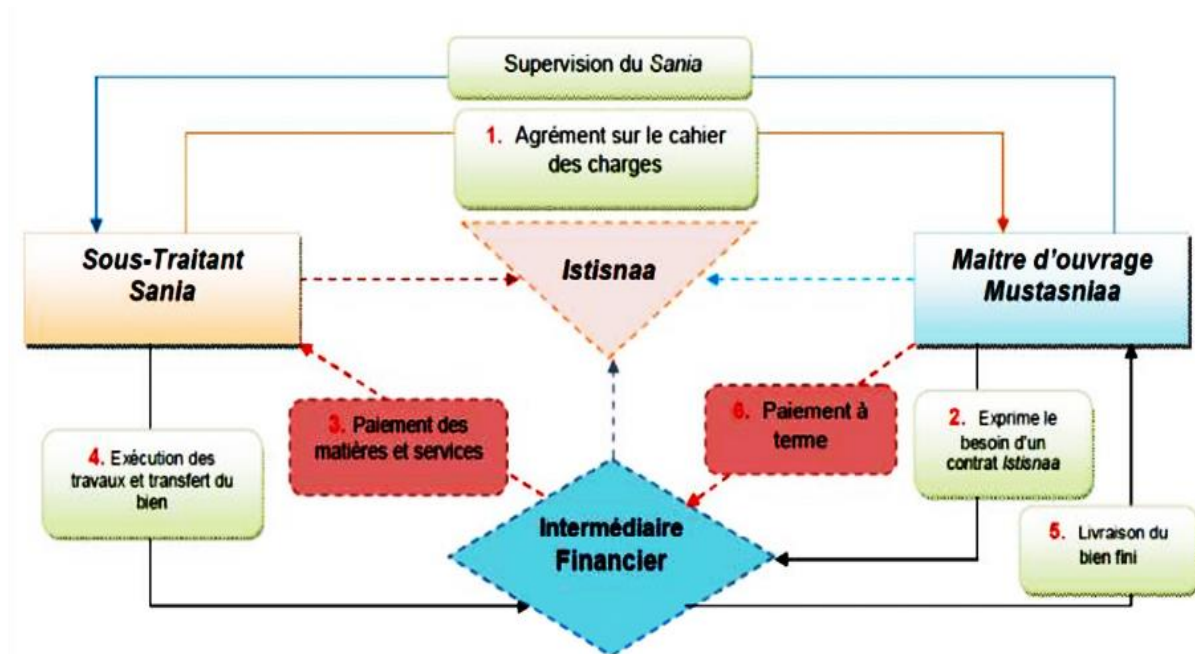 Supervision du Sania
1. Agrément sur le cahier
des charges
Sous-Traitant
Sania
Istisnaa
Maitre d'ouvrage
Mustasniaa
3. Paiement des
matières et services
6. Paiement à
terme
2. Exprime le
besoin d'un
contrat Istisnaa
4. Exécution des
travaux et transfert du
bien
Intermédiaire
Financier
5. Livraison du
bien fini